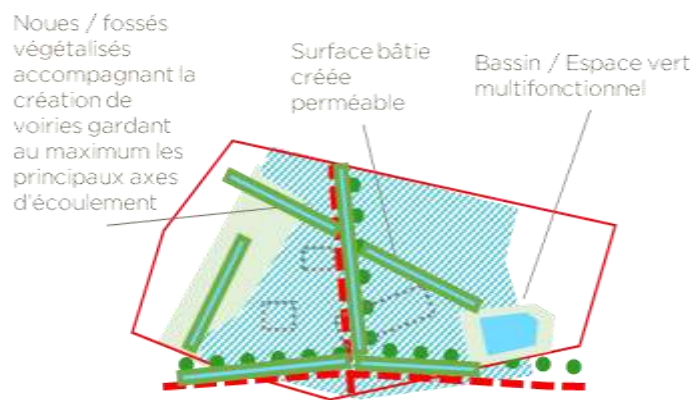 Noues / fossés
végétalisés
accompagnant la
création de
voiries gardant
au maximum les
principaux axes
d'écoulement
Surface bâtie
créée
perméable
Bassin / Espace vert
multifonctionnel